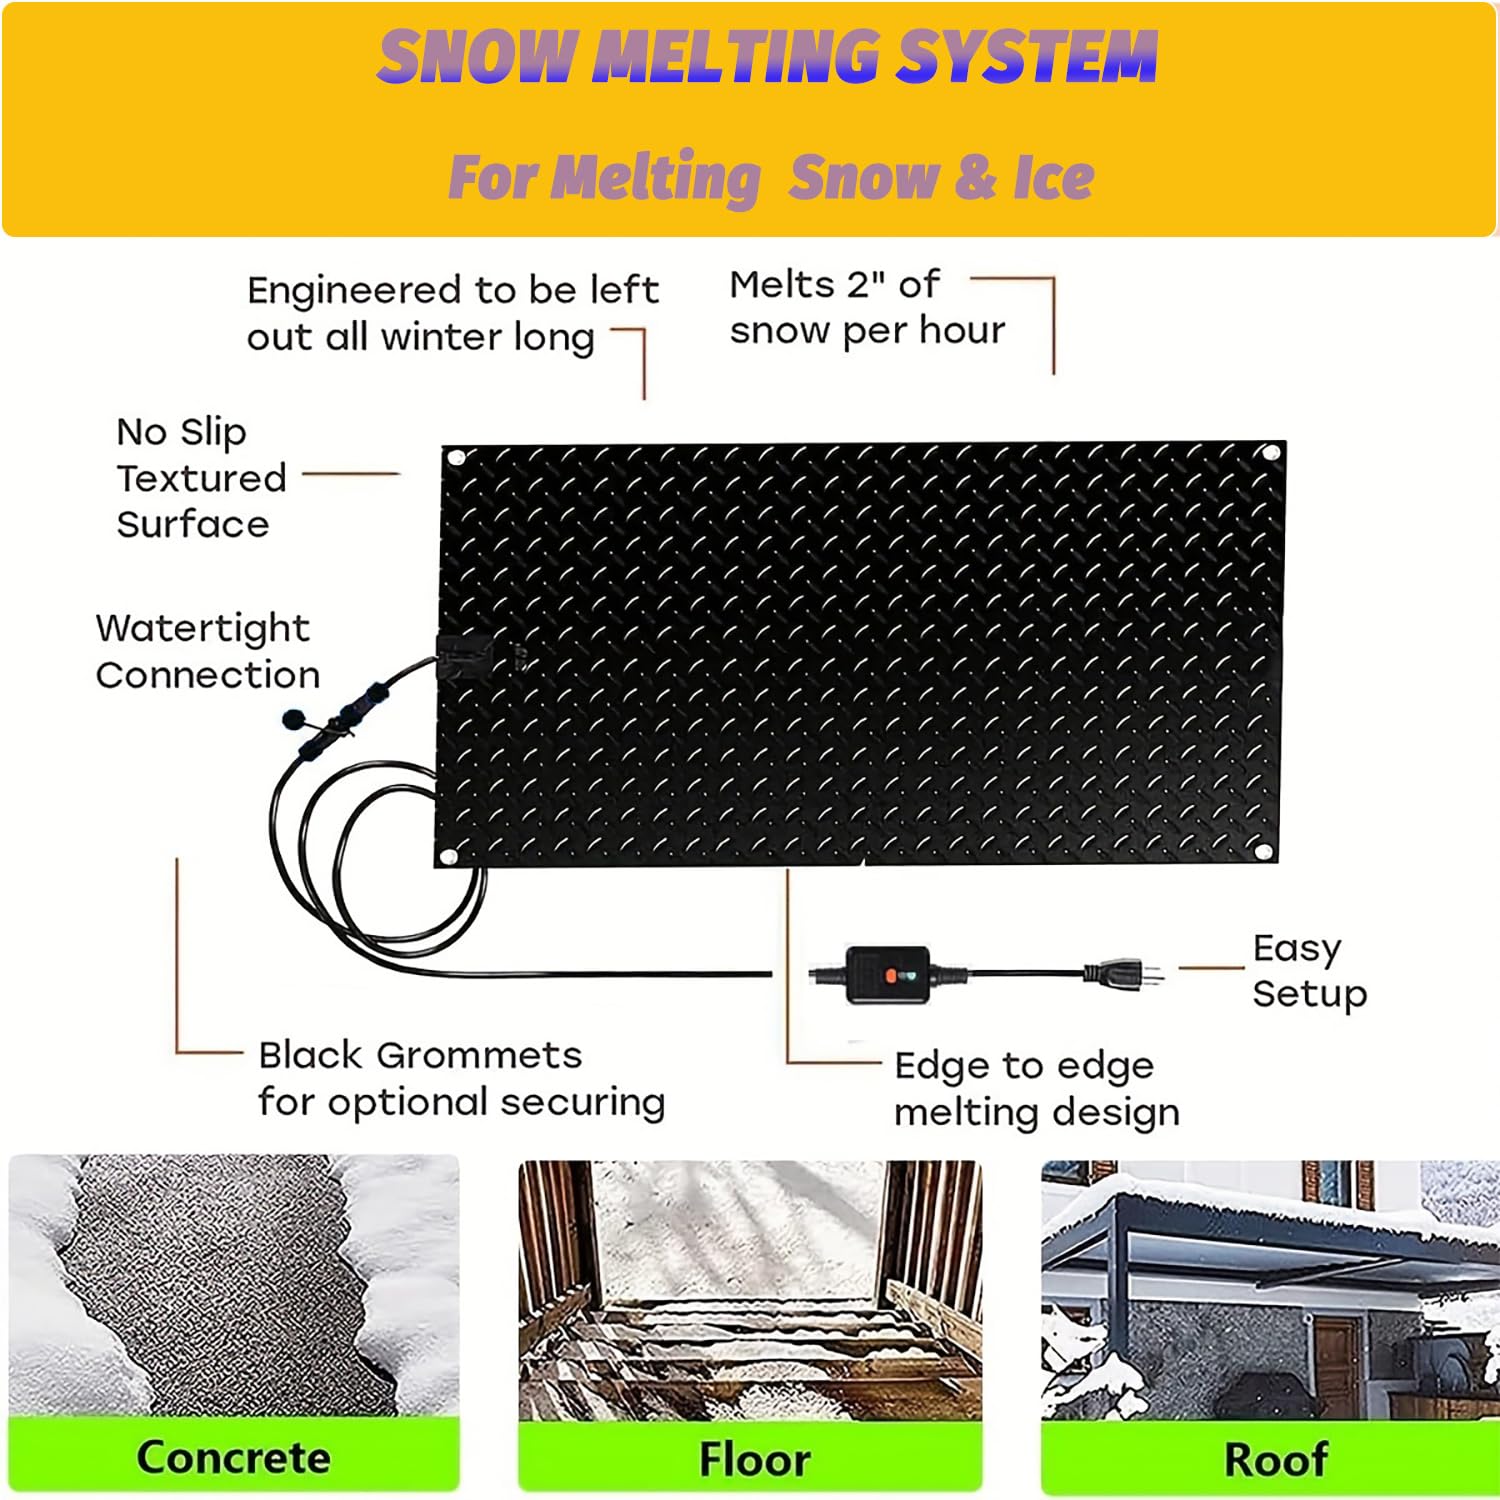 SNOW MELTING SYSTEM
For Melting Snow & Ice
Engineered to be left
out all winter long
Melts 2" of
snow per hour
No Slip
Textured
Surface
Watertight
Connection
Easy
Setup
Black Grommets
for optional securing
Edge to edge
melting design
Concrete
Floor
Roof